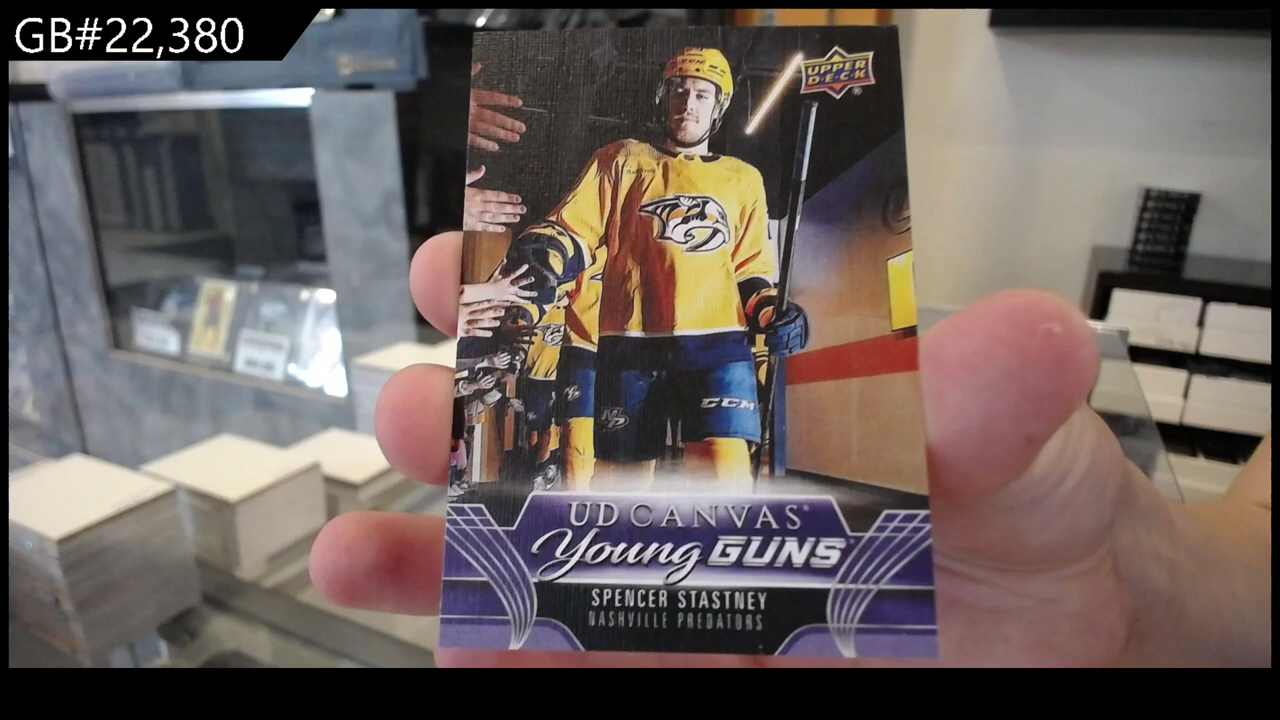 GB#22,380
UPPER
DECK
CCM
UD CANVAS
Young GUNS
SPENCER STASTNEY
NASHVILLE PREDATORS